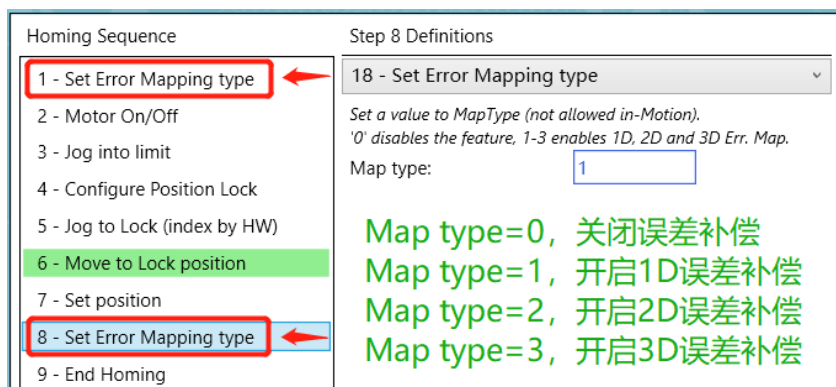 Homing Sequence
1 - Set Error Mapping type
2 - Motor On/Off
3 - Jog into limit
4 - Configure Position Lock
5 - Jog to Lock (index by HW)
6 - Move to Lock position
7 - Set position
8 - Set Error Mapping type
9 - End Homing
Step 8 Definitions
18 - Set Error Mapping type
Set a value to MapType (not allowed in-Motion).
'0' disables the feature, 1-3 enables 1D, 2D and 3D Err. Map.
Map type:
1
Map type=0，关闭误差补偿
Map type=1，开启1D误差补偿
Map type=2，开启2D误差补偿
Map type=3，开启3D误差补偿